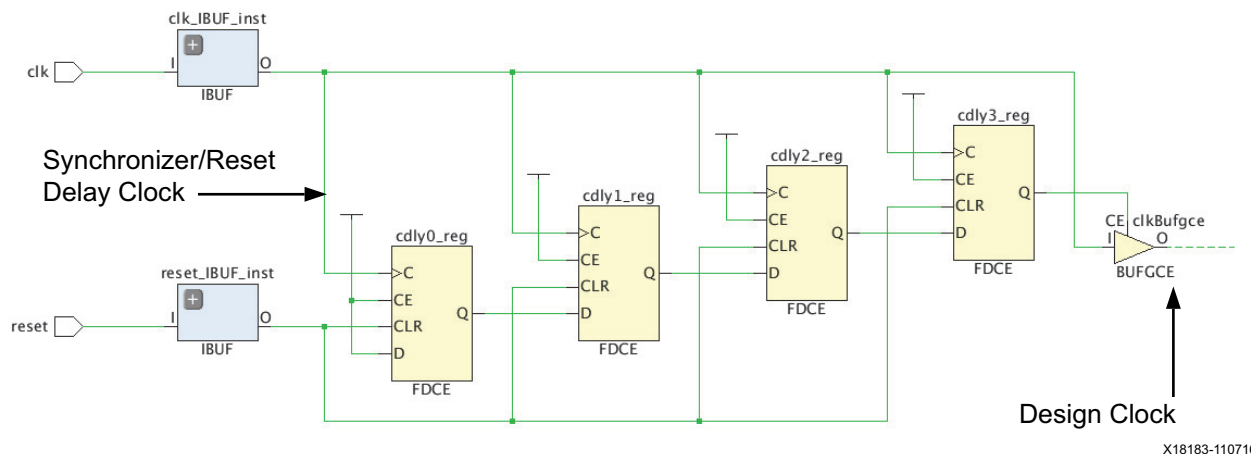 clk_IBUF_inst
clk
I
O
IBUF
Synchronizer/Reset
Delay Clock
reset_IBUF_inst
reset
I
O
IBUF
cdly0_reg
C
CE
CLR
D
Q
FDCE
cdly1_reg
C
CE
CLR
D
Q
FDCE
cdly2_reg
C
CE
CLR
D
Q
FDCE
cdly3_reg
C
CE
CLR
D
Q
FDCE
CE clkBufgce
I
O
BUFGCE
Design Clock
X18183-110716